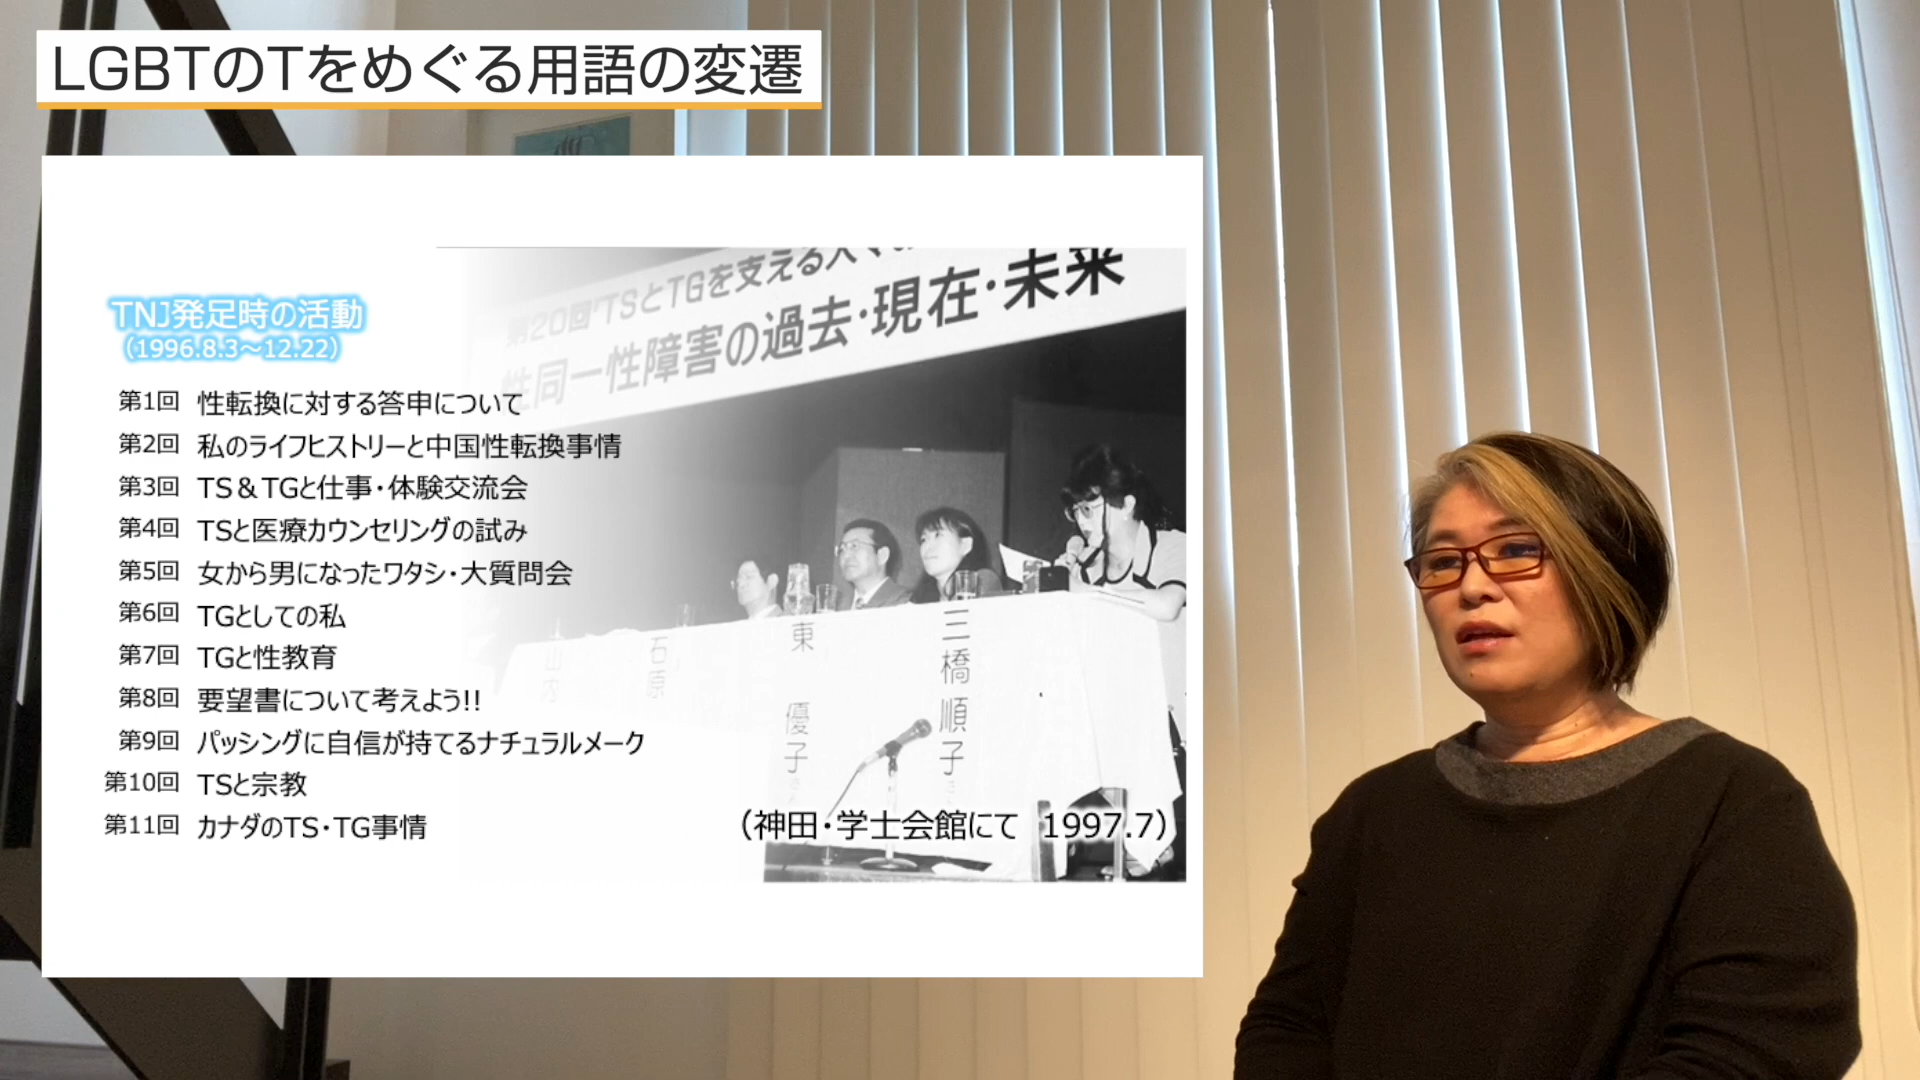 LGBTのTをめぐる用語の変遷
TNJ発足時の活動
（1996.8.3～12.22）
第1回 性転換に対する答申について
第2回 私のライフヒストリーと中国性転換事情
第3回 TS＆TGと仕事・体験交流会
第4回 TSと医療カウンセリングの試み
第5回 女から男になったワタシ・大質問会
第6回 TGとしての私
第7回 TGと性教育
第8回 要望書について考えよう!!
第9回 パッシングに自信が持てるナチュラルメーク
第10回 TSと宗教
第11回 カナダのTS・TG事情
第20回「TSとTGを支える人々の
性同一性障害の過去・現在・未来
山内
石原
東 優子
三橋順子
（神田・学士会館にて 1997.7）